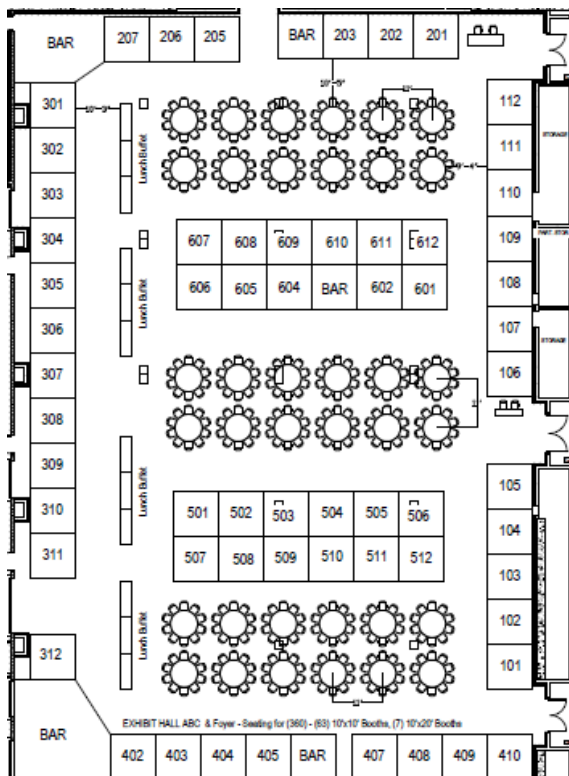 BAR 207 206 205 BAR 203 202 201
301
302
303
304
305
306
307
308
309
310
311
312
Lunch Buffet
Lunch Buffet
Lunch Buffet
Lunch Buffet
607 608 609 610 611 612
606 605 604 BAR 602 601
501 502 503 504 505 506
507 508 509 510 511 512
112
111
110
109
108
107
106
105
104
103
102
101
STORAGE
STORAGE
EXHIBIT HALL ABC & Foyer - Seating for (360) - (63) 10'x10' Booths, (7) 10'x20' Booths
BAR
402 403 404 405 BAR 407 408 409 410